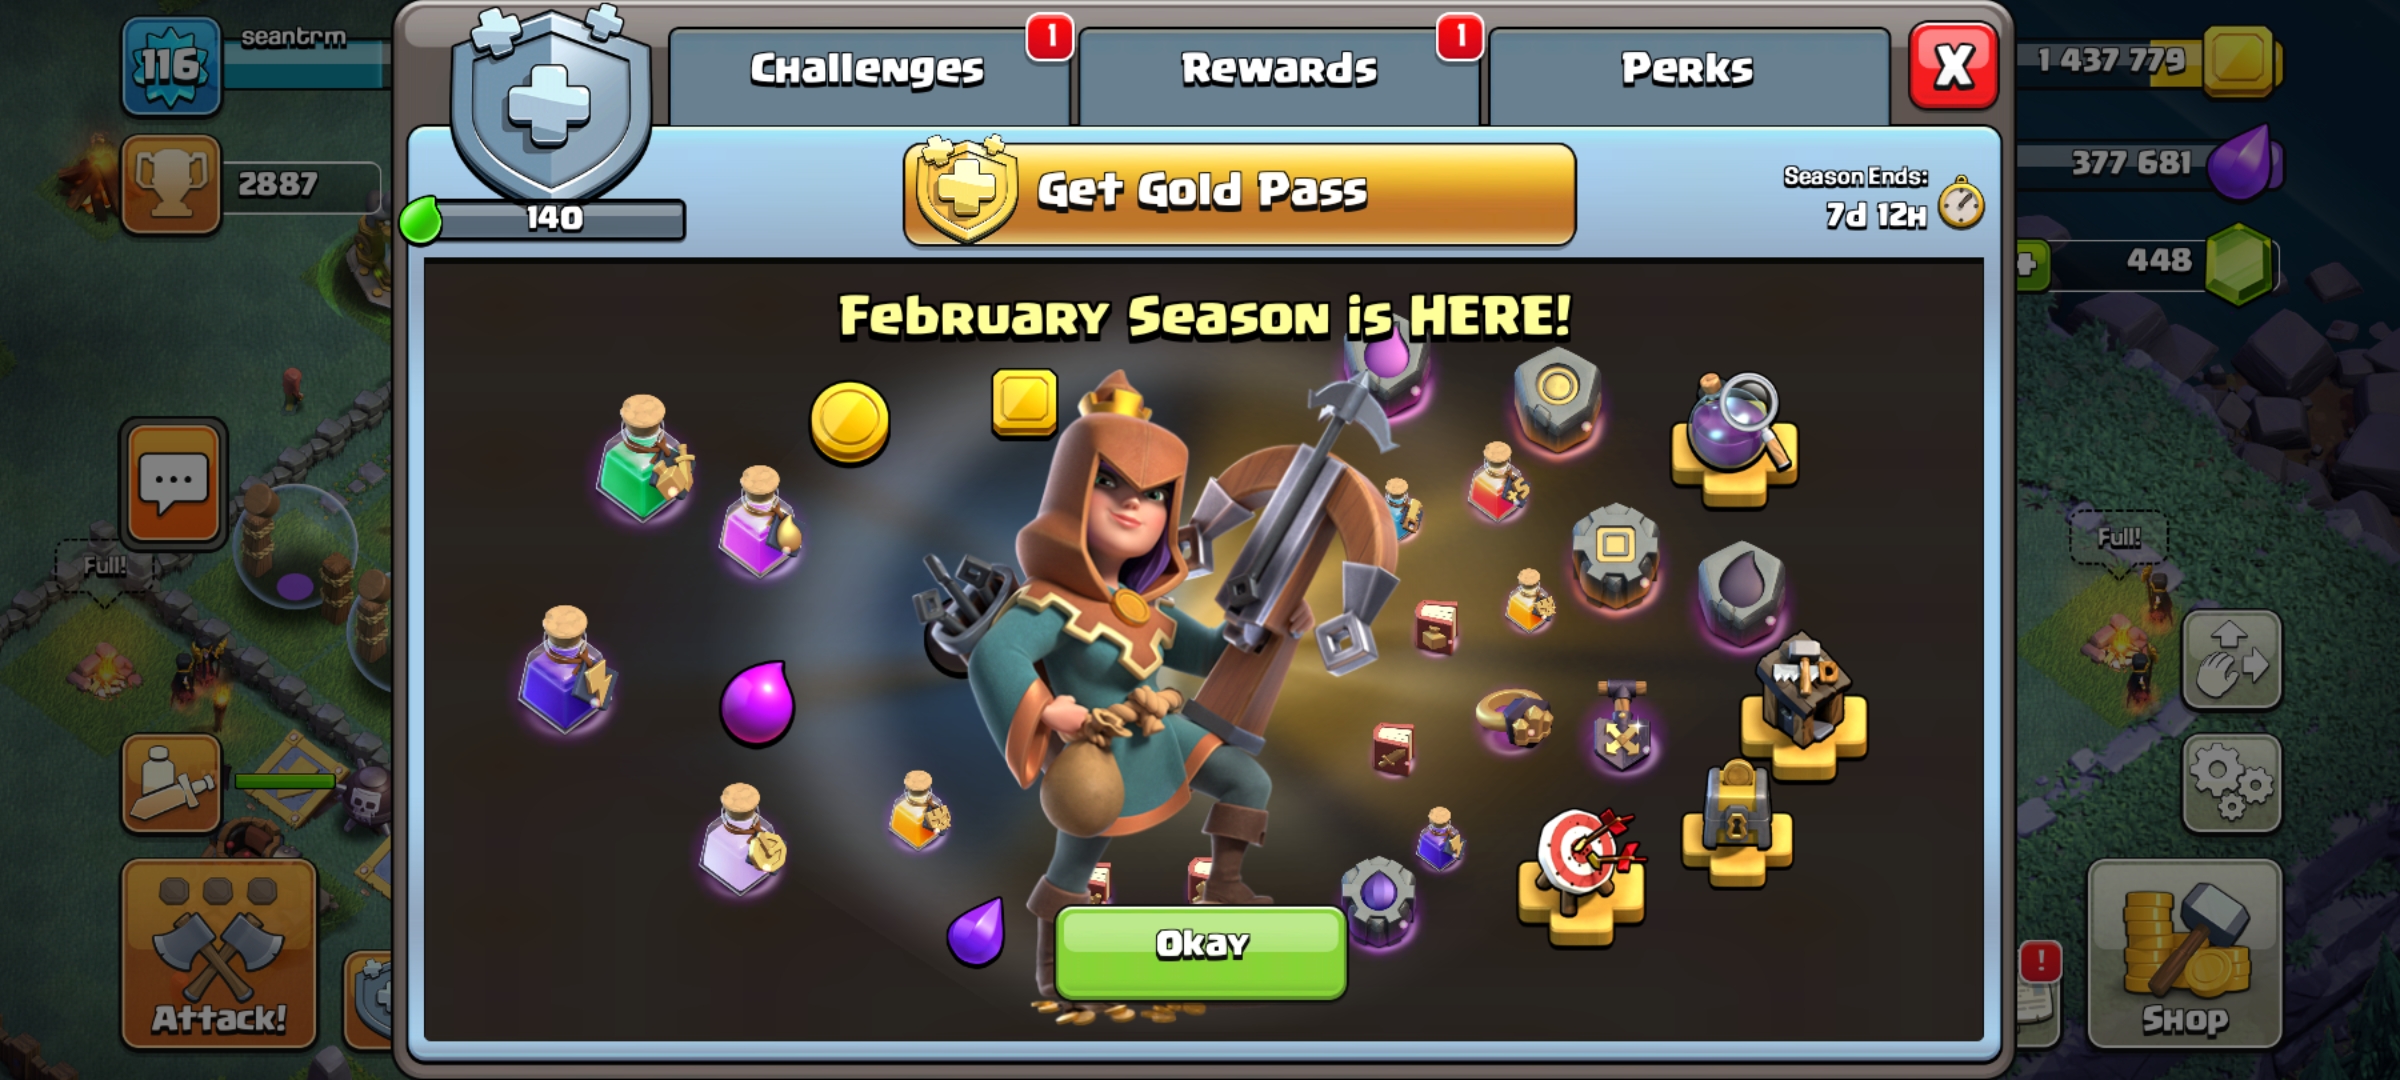 116
seantrm
2887
Challenges
1
Rewards
1
Perks
X
1 437 779
377 681
448
140
Get Gold Pass
Season Ends:
7d 12H
February Season is HERE!
Full!
Full!
Okay
Attack!
!
Shop